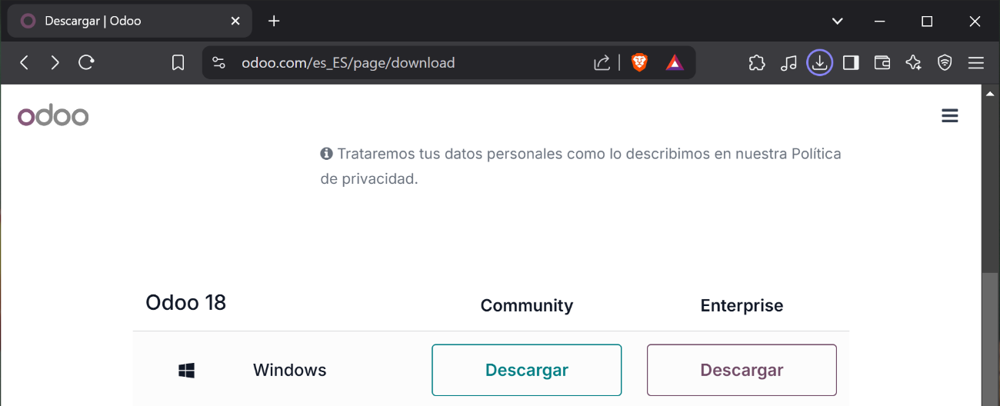 Descargar | Odoo
odoo.com/es_ES/page/download
odoo
Trataremos tus datos personales como lo describimos en nuestra Política
de privacidad.
Odoo 18 Community Enterprise
Windows Descargar Descargar